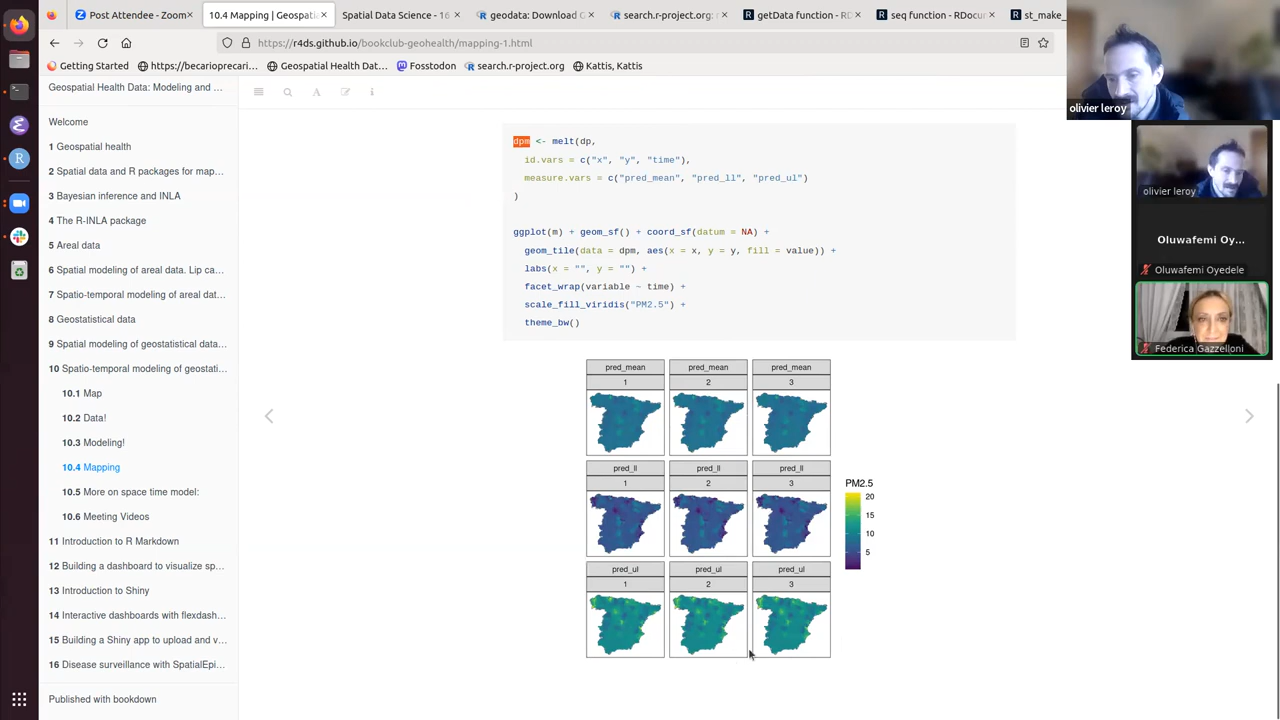 Post Attendee - Zoom
10.4 Mapping | Geospati
Spatial Data Science - 16
geodata: Download G
search.r-project.org:
getData function - RD
seq function - RDocum
st_make_
https://r4ds.github.io/bookclub-geohealth/mapping-1.html
Getting Started
https://becarioprecari...
Geospatial Health Dat...
Fosstodon
search.r-project.org
Kattis, Kattis
Geospatial Health Data: Modeling and ...
Welcome
1 Geospatial health
2 Spatial data and R packages for map...
3 Bayesian inference and INLA
4 The R-INLA package
5 Areal data
6 Spatial modeling of areal data. Lip ca...
7 Spatio-temporal modeling of areal dat...
8 Geostatistical data
9 Spatial modeling of geostatistical data...
10 Spatio-temporal modeling of geostati...
10.1 Map
10.2 Data!
10.3 Modeling!
10.4 Mapping
10.5 More on space time model:
10.6 Meeting Videos
11 Introduction to R Markdown
12 Building a dashboard to visualize sp...
13 Introduction to Shiny
14 Interactive dashboards with flexdash...
15 Building a Shiny app to upload and v...
16 Disease surveillance with SpatialEpi...
Published with bookdown
dpm <- melt(dp,
id.vars = c("x", "y", "time"),
measure.vars = c("pred_mean", "pred_ll", "pred_ul")
)
ggplot(m) + geom_sf() + coord_sf(datum = NA) +
geom_tile(data = dpm, aes(x = x, y = y, fill = value)) +
labs(x = "", y = "") +
facet_wrap(variable ~ time) +
scale_fill_viridis("PM2.5") +
theme_bw()
pred_mean pred_mean pred_mean
1 2 3
pred_ll pred_ll pred_ll
1 2 3
pred_ul pred_ul pred_ul
1 2 3
PM2.5
20
15
10
5
olivier leroy
olivier leroy
Oluwafemi Oy...
Oluwafemi Oyedele
Federica Gazzelloni